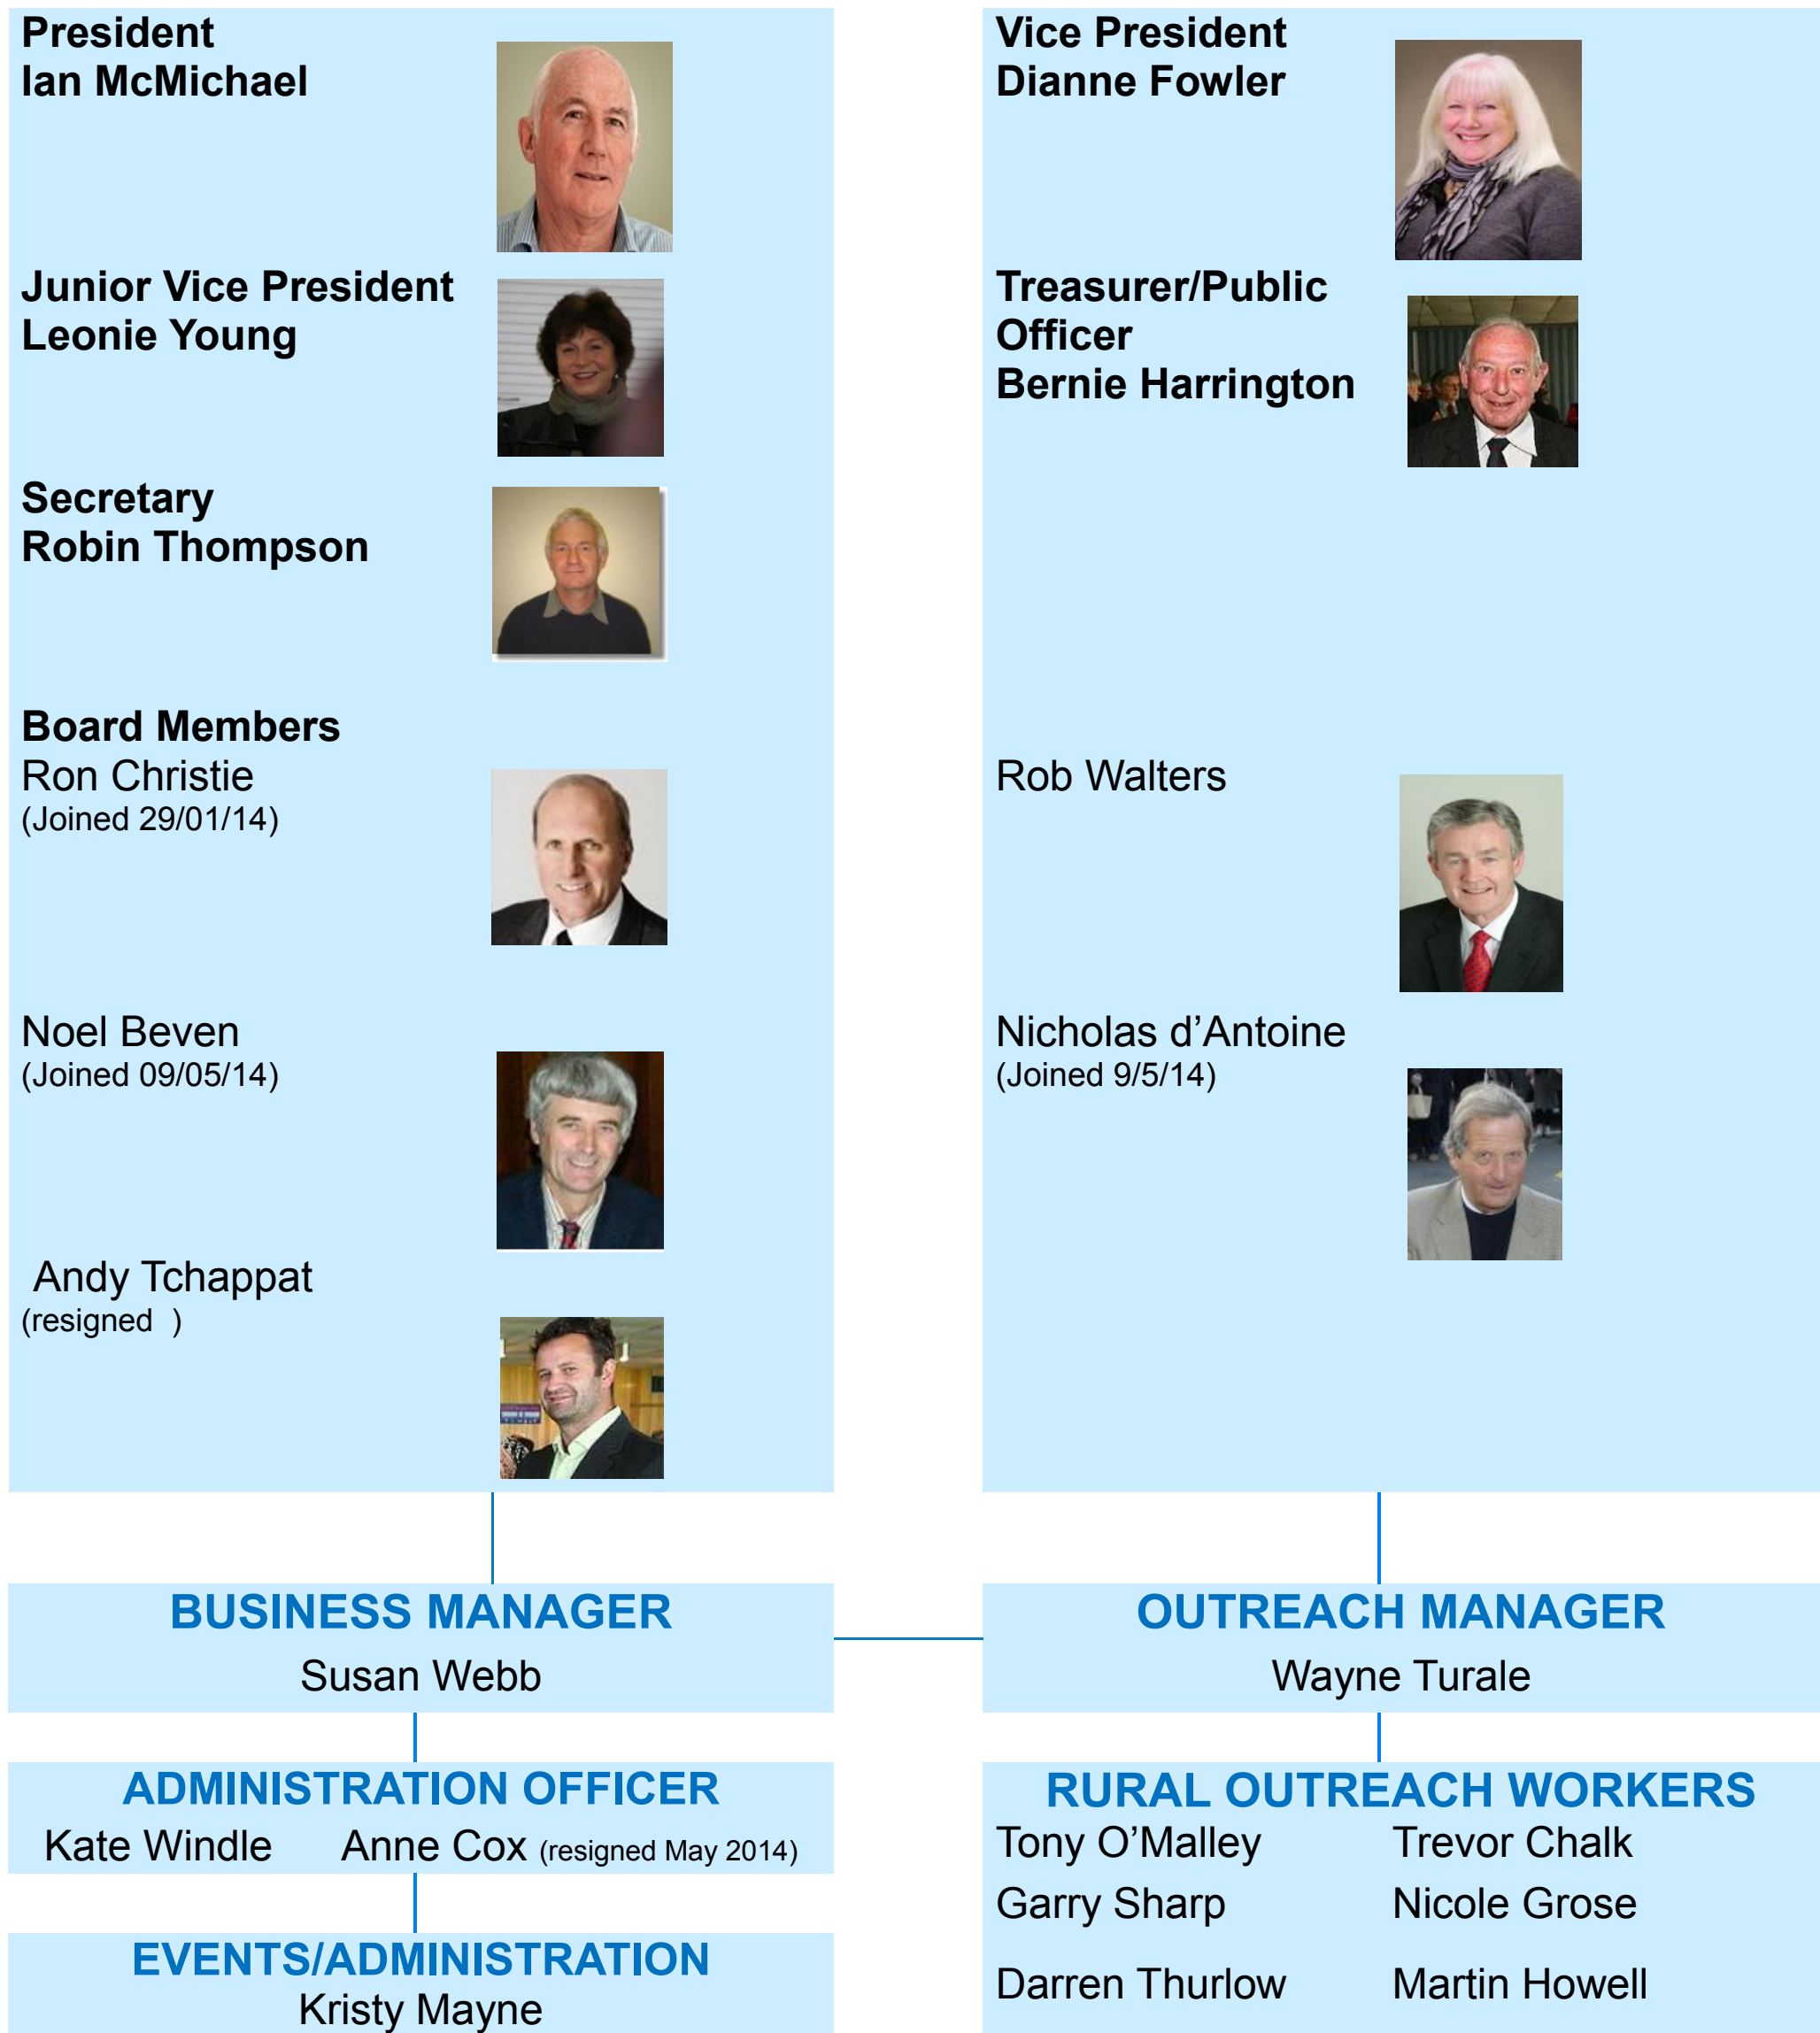 President
Ian McMichael
Vice President
Dianne Fowler
Junior Vice President
Leonie Young
Treasurer/Public
Officer
Bernie Harrington
Secretary
Robin Thompson
Board Members
Ron Christie
(Joined 29/01/14)
Rob Walters
Noel Beven
(Joined 09/05/14)
Nicholas d’Antoine
(Joined 9/5/14)
Andy Tchappat
(resigned  )
BUSINESS MANAGER
Susan Webb
OUTREACH MANAGER
Wayne Turale
ADMINISTRATION OFFICER
Kate Windle Anne Cox (resigned May 2014)
EVENTS/ADMINISTRATION
Kristy Mayne
RURAL OUTREACH WORKERS
Tony O’Malley Trevor Chalk
Garry Sharp Nicole Grose
Darren Thurlow Martin Howell